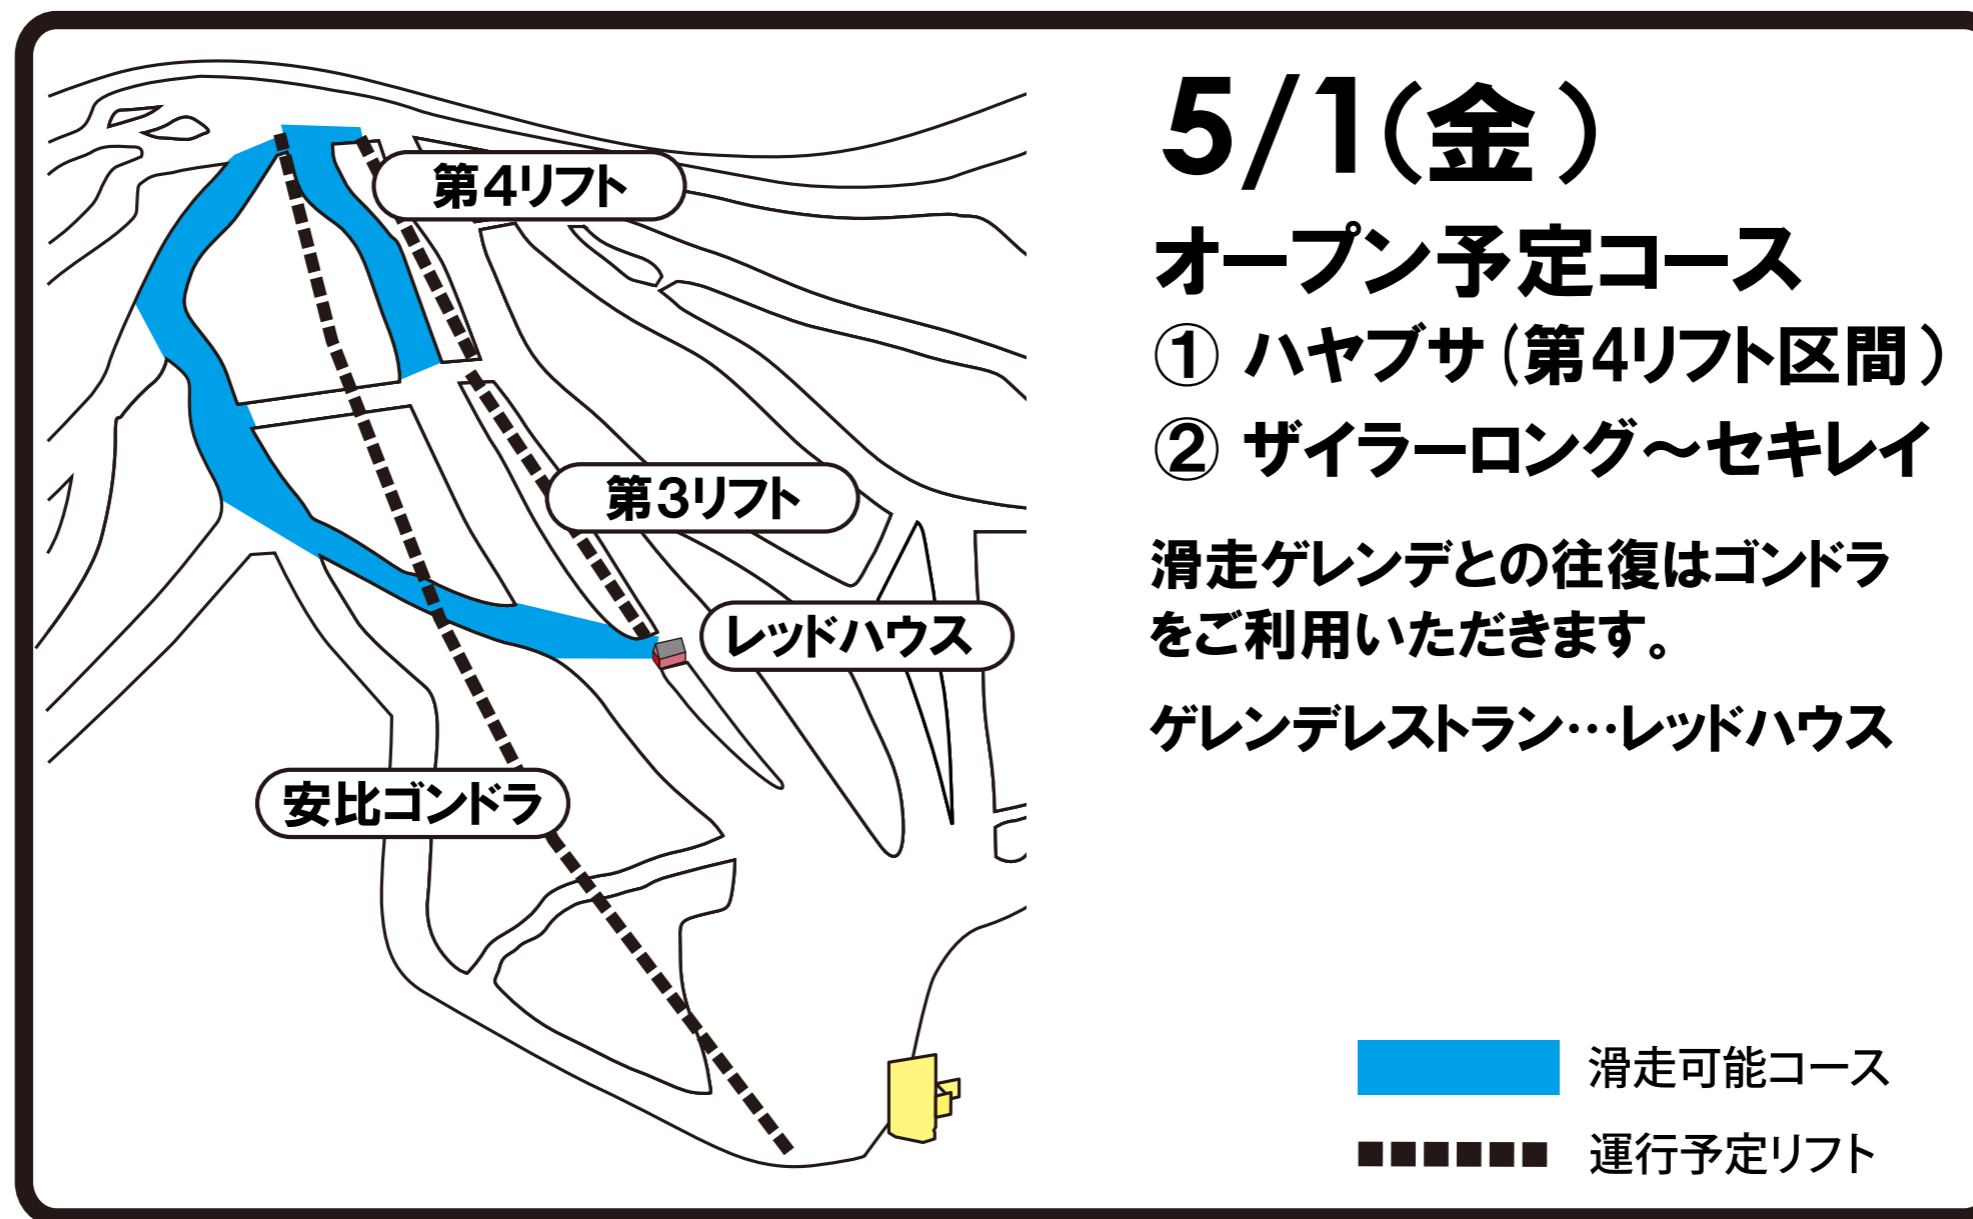 5/1(金)
オープン予定コース
① ハヤブサ(第4リフト区間)
② ザイラーロング～セキレイ
滑走ゲレンデとの往復はゴンドラ
をご利用いただきます。
ゲレンデレストラン…レッドハウス
第4リフト
第3リフト
レッドハウス
安比ゴンドラ
滑走可能コース
運行予定リフト